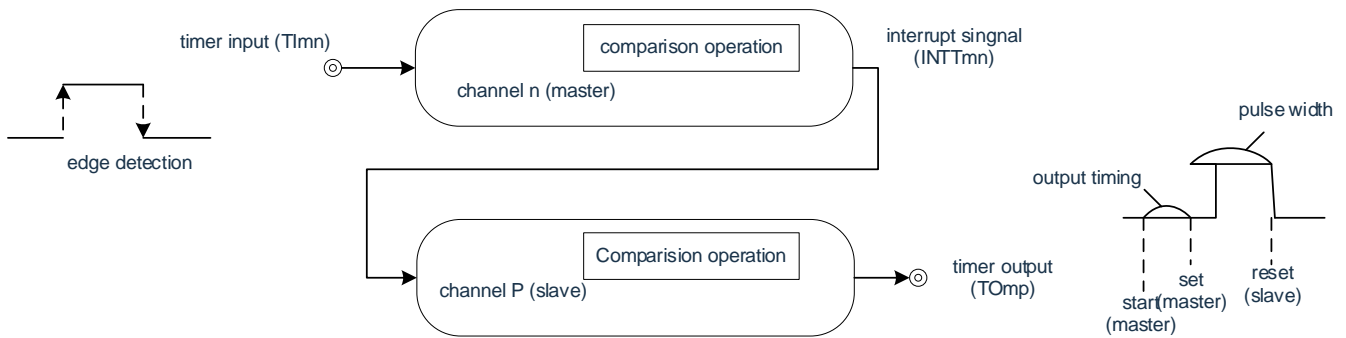 timer input (TImn)
comparison operation
channel n (master)
interrupt singnal
(INTTmn)
edge detection
pulse width
output timing
Comparision operation
channel P (slave)
timer output
(TOmp)
start
(master)
set
(master)
reset
(slave)